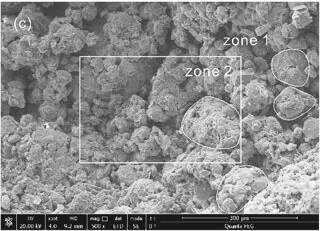 (c)
zone 1
zone 2
HV spot WD mag □ det mode
20.00 kV 4.0 9.2 mm 500 x ETD SE 0° 200 µm Quanta FEG